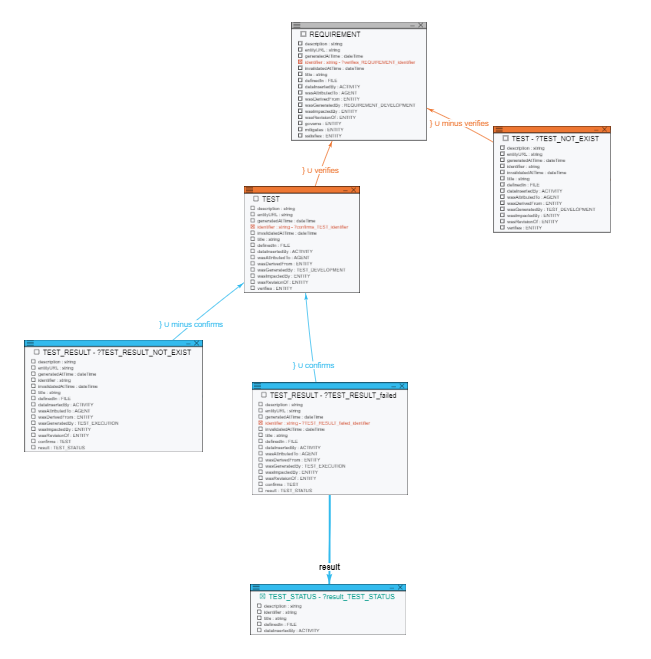 REQUIREMENT
description : string
entityURL : string
generatedAtTime : dateTime
identifier : string - ?verifies_REQUIREMENT_identifier
invalidatedAtTime : dateTime
title : string
definedIn : FILE
dataInsertedBy : ACTIVITY
wasAttributedTo : AGENT
wasDerivedFrom : ENTITY
wasGeneratedBy : REQUIREMENT_DEVELOPMENT
wasImpactedBy : ENTITY
wasRevisionOf : ENTITY
governs : ENTITY
mitigates : ENTITY
satisfies : ENTITY
} U minus verifies
TEST - ?TEST_NOT_EXIST
description : string
entityURL : string
generatedAtTime : dateTime
identifier : string
invalidatedAtTime : dateTime
title : string
definedIn : FILE
dataInsertedBy : ACTIVITY
wasAttributedTo : AGENT
wasDerivedFrom : ENTITY
wasGeneratedBy : TEST_DEVELOPMENT
wasImpactedBy : ENTITY
wasRevisionOf : ENTITY
verifies : ENTITY
} U verifies
TEST
description : string
entityURL : string
generatedAtTime : dateTime
identifier : string - ?confirms_TEST_identifier
invalidatedAtTime : dateTime
title : string
definedIn : FILE
dataInsertedBy : ACTIVITY
wasAttributedTo : AGENT
wasDerivedFrom : ENTITY
wasGeneratedBy : TEST_DEVELOPMENT
wasImpactedBy : ENTITY
wasRevisionOf : ENTITY
verifies : ENTITY
} U minus confirms
TEST_RESULT - ?TEST_RESULT_NOT_EXIST
description : string
entityURL : string
generatedAtTime : dateTime
identifier : string
invalidatedAtTime : dateTime
title : string
definedIn : FILE
dataInsertedBy : ACTIVITY
wasAttributedTo : AGENT
wasDerivedFrom : ENTITY
wasGeneratedBy : TEST_EXECUTION
wasImpactedBy : ENTITY
wasRevisionOf : ENTITY
confirms : TEST
result : TEST_STATUS
} U confirms
TEST_RESULT - ?TEST_RESULT_failed
description : string
entityURL : string
generatedAtTime : dateTime
identifier : string - ?TEST_RESULT_failed_identifier
invalidatedAtTime : dateTime
title : string
definedIn : FILE
dataInsertedBy : ACTIVITY
wasAttributedTo : AGENT
wasDerivedFrom : ENTITY
wasGeneratedBy : TEST_EXECUTION
wasImpactedBy : ENTITY
wasRevisionOf : ENTITY
confirms : TEST
result : TEST_STATUS
result
TEST_STATUS - ?result_TEST_STATUS
description : string
identifier : string
title : string
definedIn : FILE
dataInsertedBy : ACTIVITY